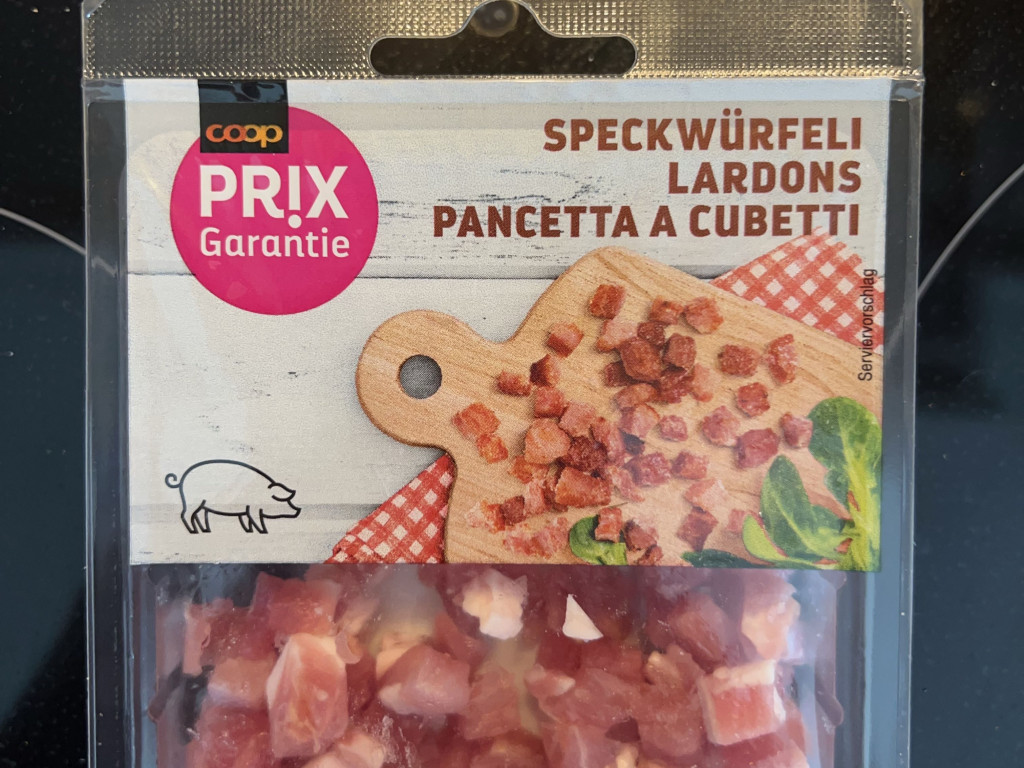 coop
PR!X
Garantie
SPECKWÜRFELI
LARDONS
PANCETTA A CUBETTI
Serviervorschlag